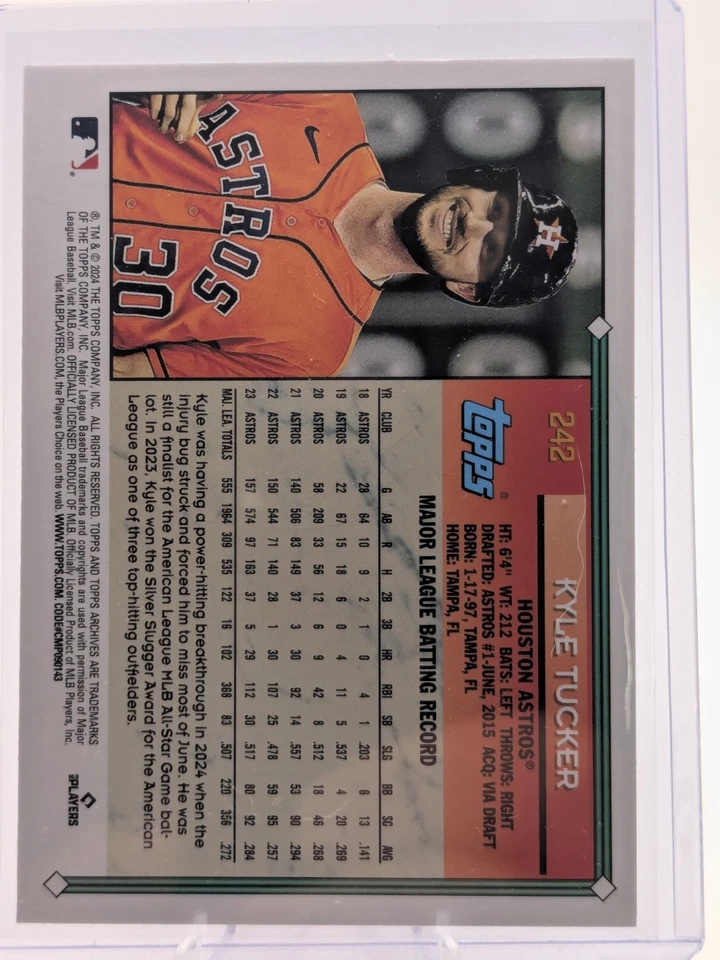 242
KYLE TUCKER
HOUSTON ASTROS®
HT: 6'4" WT: 212 BATS: LEFT THROWS: RIGHT
DRAFTED: ASTROS #1-JUNE, 2015 ACQ: VIA DRAFT
BORN: 1-17-97, TAMPA, FL
HOME: TAMPA, FL
topps®
MAJOR LEAGUE BATTING RECORD
YR CLUB G AB R H 2B 3B HR RBI SB SLG BB SO AVG
18 ASTROS 28 64 10 9 2 1 0 4 1 .203 6 13 .141
19 ASTROS 22 67 15 18 6 0 4 11 5 .537 4 20 .269
20 ASTROS 58 209 33 56 12 6 9 42 8 .512 18 46 .268
21 ASTROS 140 506 83 149 37 3 30 92 14 .557 53 90 .294
22 ASTROS 150 544 71 140 28 1 30 107 25 .478 59 95 .257
23 ASTROS 157 574 97 163 37 5 29 112 30 .517 80 92 .284
MAJ. LEA. TOTALS 555 1964 309 535 122 16 102 368 83 .507 220 356 .272
Kyle was having a power-hitting breakthrough in 2024 when the
injury bug struck and forced him to miss most of June. He was
still a finalist for the American League MLB All-Star Game bal-
lot. In 2023, Kyle won the Silver Slugger Award for the American
League as one of three top-hitting outfielders.
H
ASTROS
30
®, TM & © 2024 THE TOPPS COMPANY, INC. ALL RIGHTS RESERVED. TOPPS AND TOPPS ARCHIVES ARE TRADEMARKS
OF THE TOPPS COMPANY, INC. Major League Baseball trademarks and copyrights are used with permission of Major
League Baseball. Visit MLB.com. OFFICIALLY LICENSED PRODUCT OF MLB. Officially Licensed Product of MLB Players, Inc.
Visit MLBPLAYERS.COM, the Players Choice on the web. WWW.TOPPS.COM. CODE#CMP090143
PLAYERS